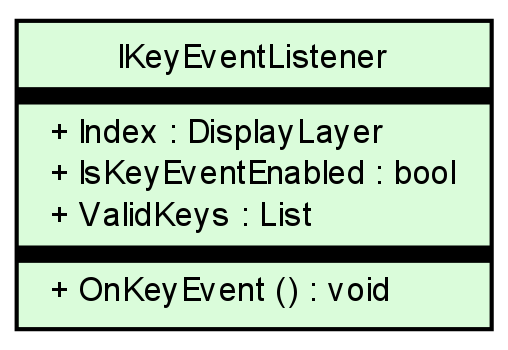 IKeyEventListener
+ Index : DisplayLayer
+ IsKeyEventEnabled : bool
+ ValidKeys : List
+ OnKeyEvent () : void